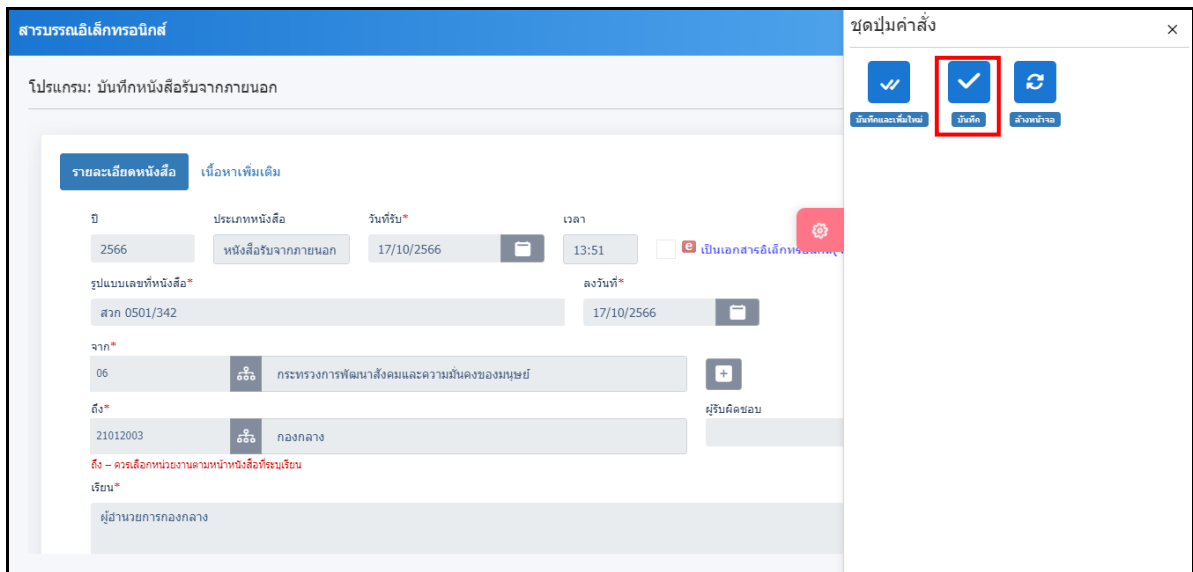 สารบรรณอิเล็กทรอนิกส์
ชุดปุ่มคำสั่ง
บันทึกและเพิ่มใหม่ บันทึก ล้างหน้าจอ
โปรแกรม: บันทึกหนังสือรับจากภายนอก
รายละเอียดหนังสือ เนื้อหาเพิ่มเติม
ปี ประเภทหนังสือ วันที่รับ* เวลา
2566 หนังสือรับจากภายนอก 17/10/2566 13:51 e เป็นเอกสาร
รูปแบบเลขที่หนังสือ* ลงวันที่*
สวก 0501/342 17/10/2566
จาก*
06 กระทรวงการพัฒนาสังคมและความมั่นคงของมนุษย์
ถึง* ผู้รับผิดชอบ
21012003 กองกลาง
ถึง – ควรเลือกหน่วยงานตามหน้าหนังสือที่ระบุเรียน
เรียน*
ผู้อำนวยการกองกลาง